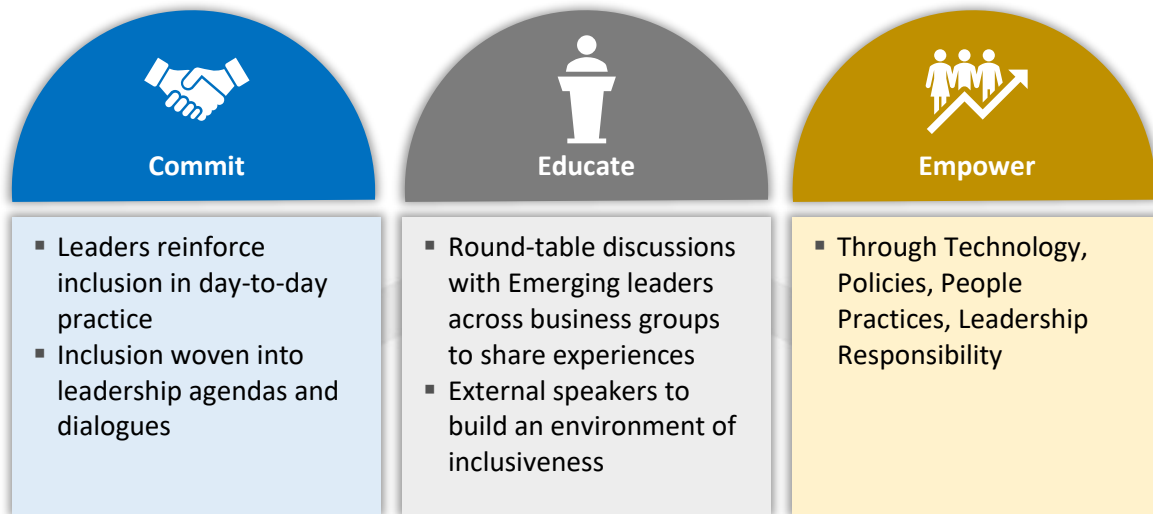 Commit
▪ Leaders reinforce
inclusion in day-to-day
practice
▪ Inclusion woven into
leadership agendas and
dialogues
Educate
▪ Round-table discussions
with Emerging leaders
across business groups
to share experiences
▪ External speakers to
build an environment of
inclusiveness
Empower
▪ Through Technology,
Policies, People
Practices, Leadership
Responsibility